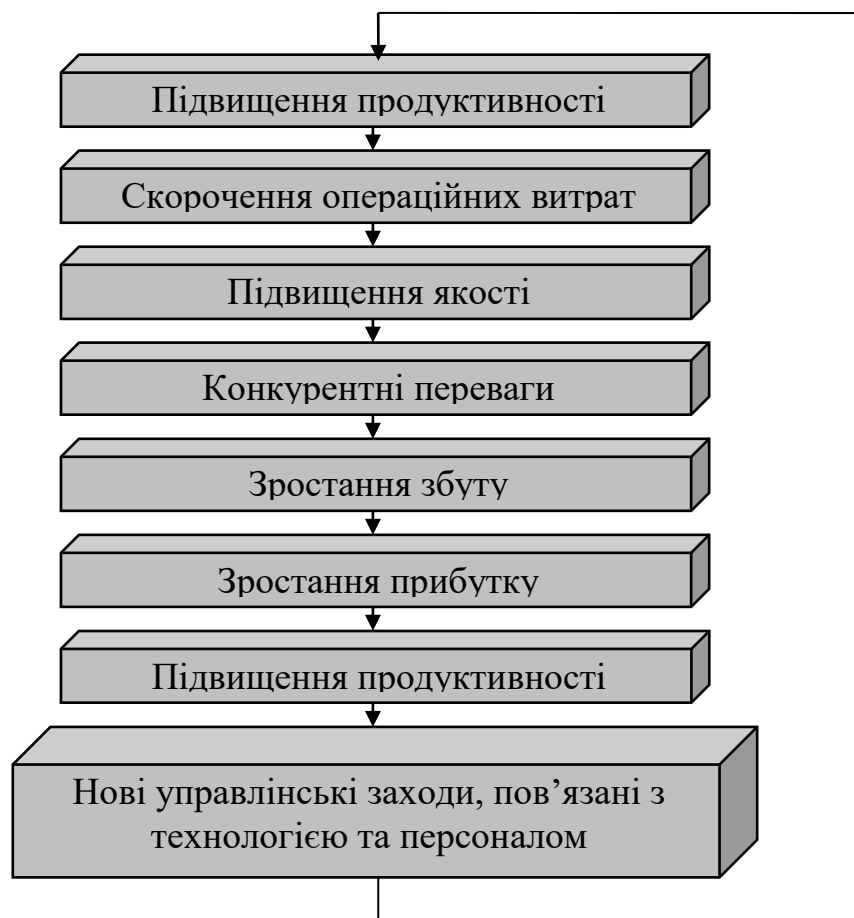 Підвищення продуктивності
Скорочення операційних витрат
Підвищення якості
Конкурентні переваги
Зростання збуту
Зростання прибутку
Підвищення продуктивності
Нові управлінські заходи, пов’язані з
технологією та персоналом